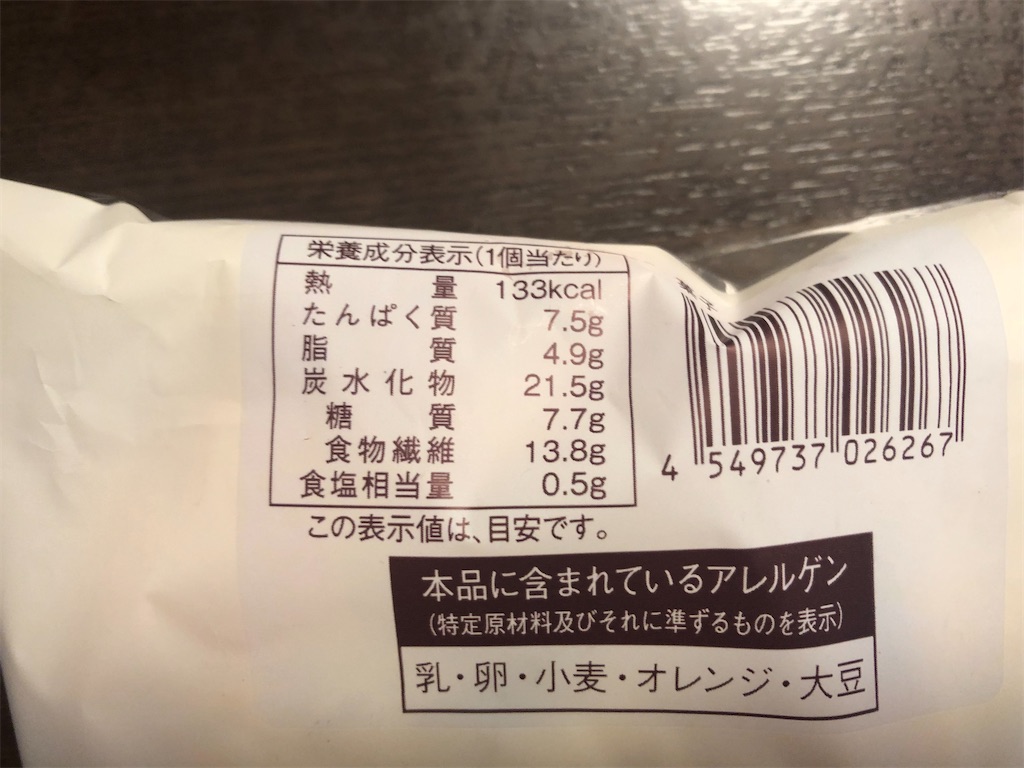 栄養成分表示(1個当たり)
熱量 133kcal
たんぱく質 7.5g
脂質 4.9g
炭水化物 21.5g
糖質 7.7g
食物繊維 13.8g
食塩相当量 0.5g
この表示値は、目安です。
4 549737 026267
本品に含まれているアレルゲン
(特定原材料及びそれに準ずるものを表示)
乳・卵・小麦・オレンジ・大豆